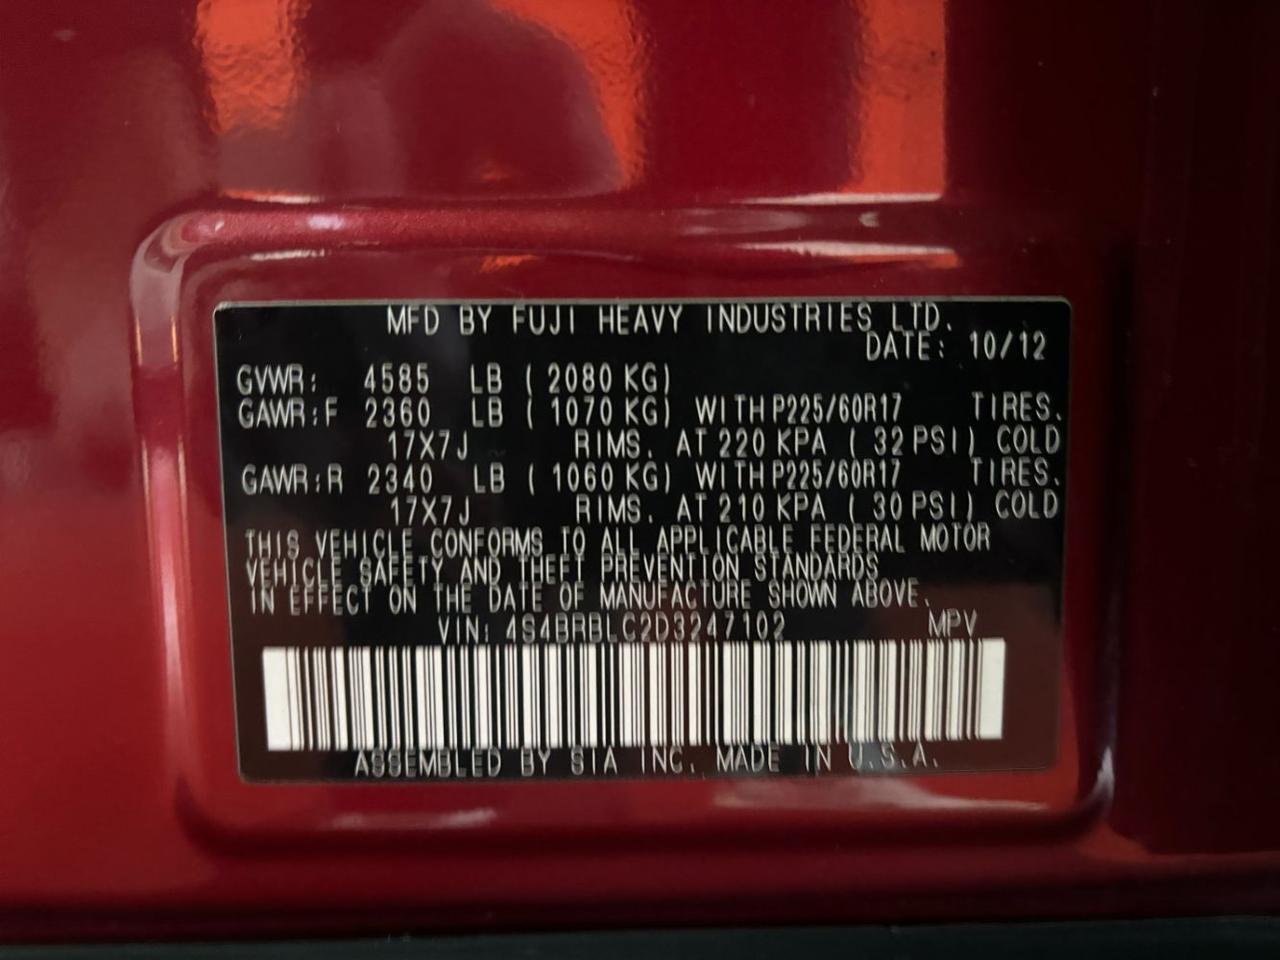 MFD BY FUJI HEAVY INDUSTRIES LTD.
DATE: 10/12
GVWR: 4585 LB ( 2080 KG)
GAWR:F 2360 LB ( 1070 KG) WITH P225/60R17 TIRES.
17X7J RIMS. AT 220 KPA ( 32 PSI) COLD
GAWR:R 2340 LB ( 1060 KG) WITH P225/60R17 TIRES.
17X7J RIMS. AT 210 KPA ( 30 PSI) COLD
THIS VEHICLE CONFORMS TO ALL APPLICABLE FEDERAL MOTOR
VEHICLE SAFETY AND THEFT PREVENTION STANDARDS
IN EFFECT ON THE DATE OF MANUFACTURE SHOWN ABOVE.
VIN: 4S4BRBLC2D3247102 MPV
ASSEMBLED BY SIA INC. MADE IN U.S.A.